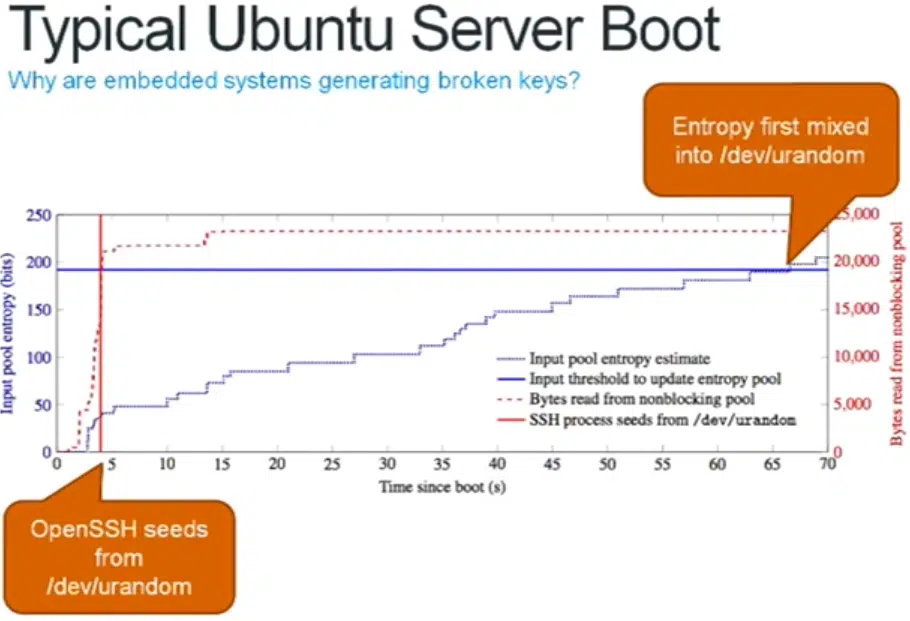 Typical Ubuntu Server Boot
Why are embedded systems generating broken keys?
Entropy first mixed
into /dev/urandom
Input pool entropy (bits)
250
200
150
100
50
0
5,000
20,000
15,000
10,000
5,000
0
Bytes read from nonblocking pool
Input pool entropy estimate
Input threshold to update entropy pool
Bytes read from nonblocking pool
SSH process seeds from /dev/urandom
0 5 10 15 20 25 30 35 40 45 50 55 60 65 70
Time since boot (s)
OpenSSH seeds
from
/dev/urandom